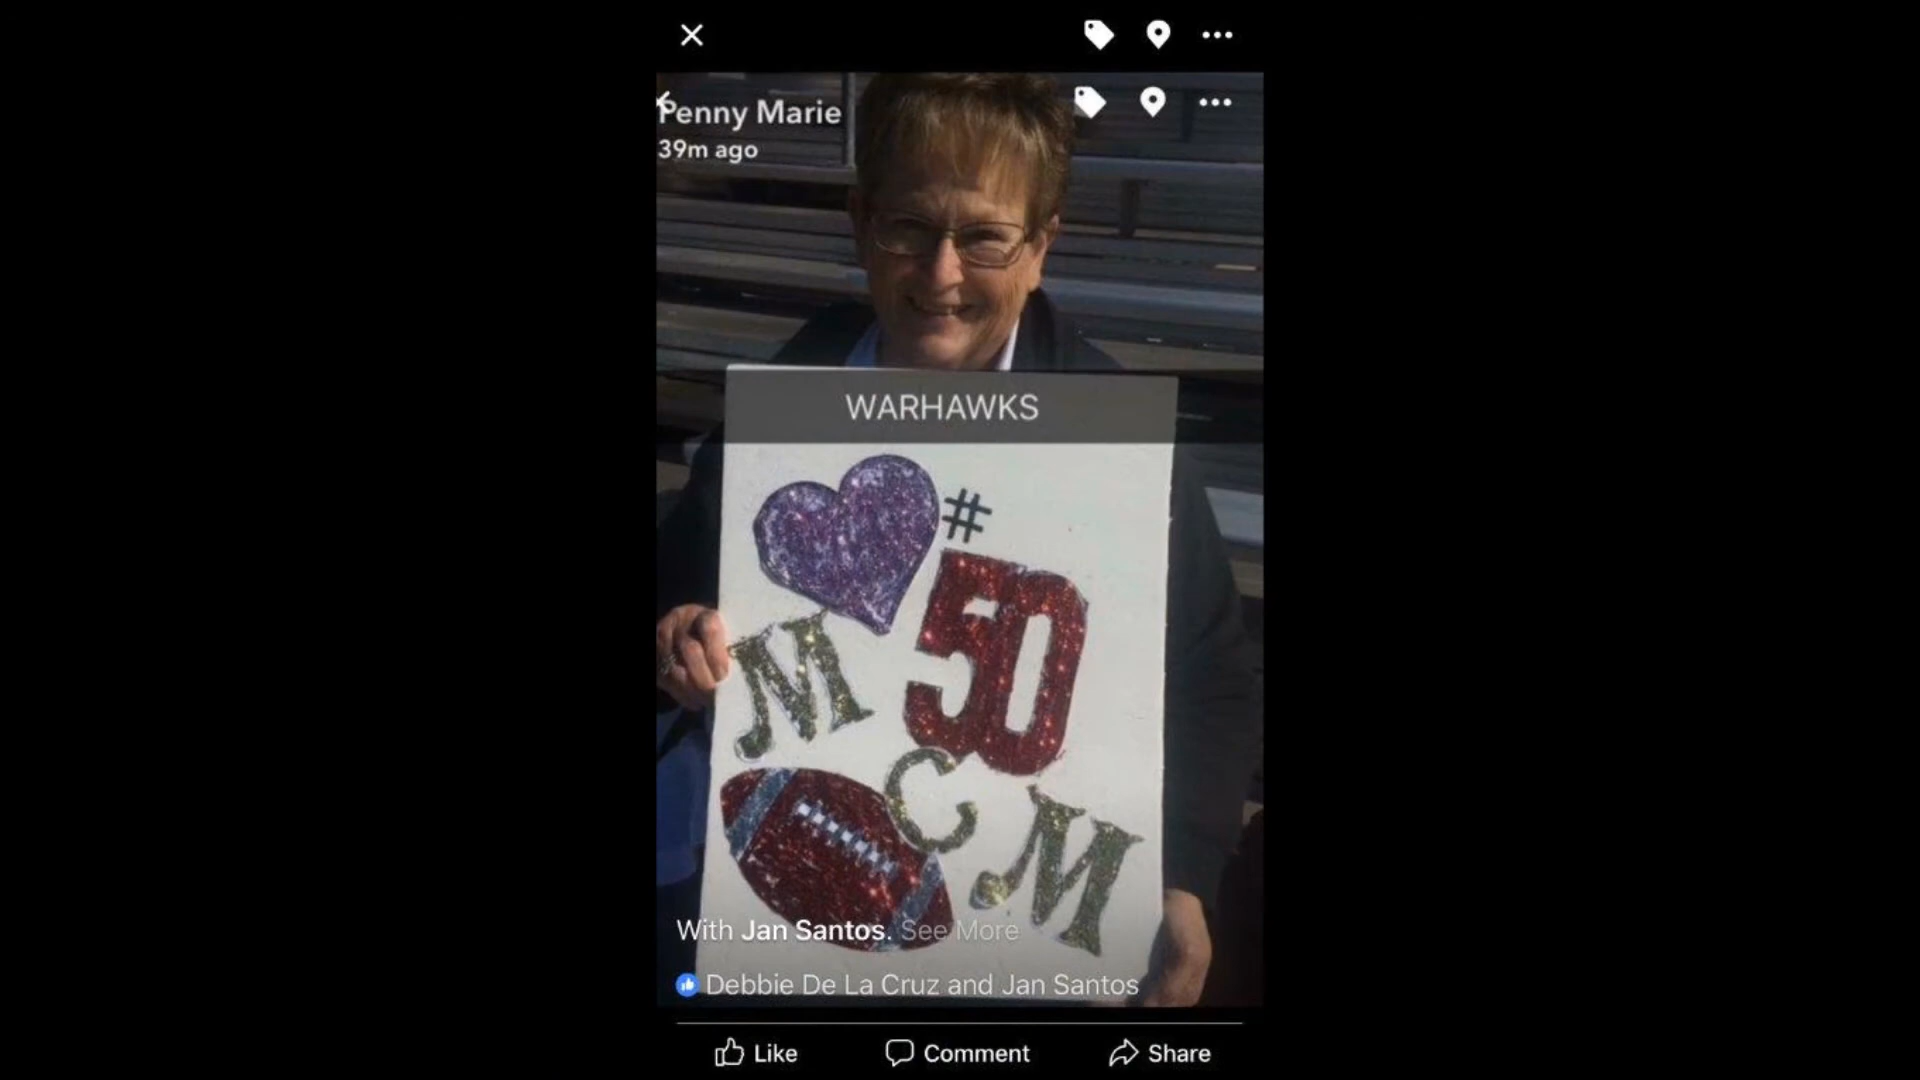 Penny Marie
39m ago
WARHAWKS
#
50
M
C
M
With Jan Santos. See More
Debbie De La Cruz and Jan Santos
Like Comment Share